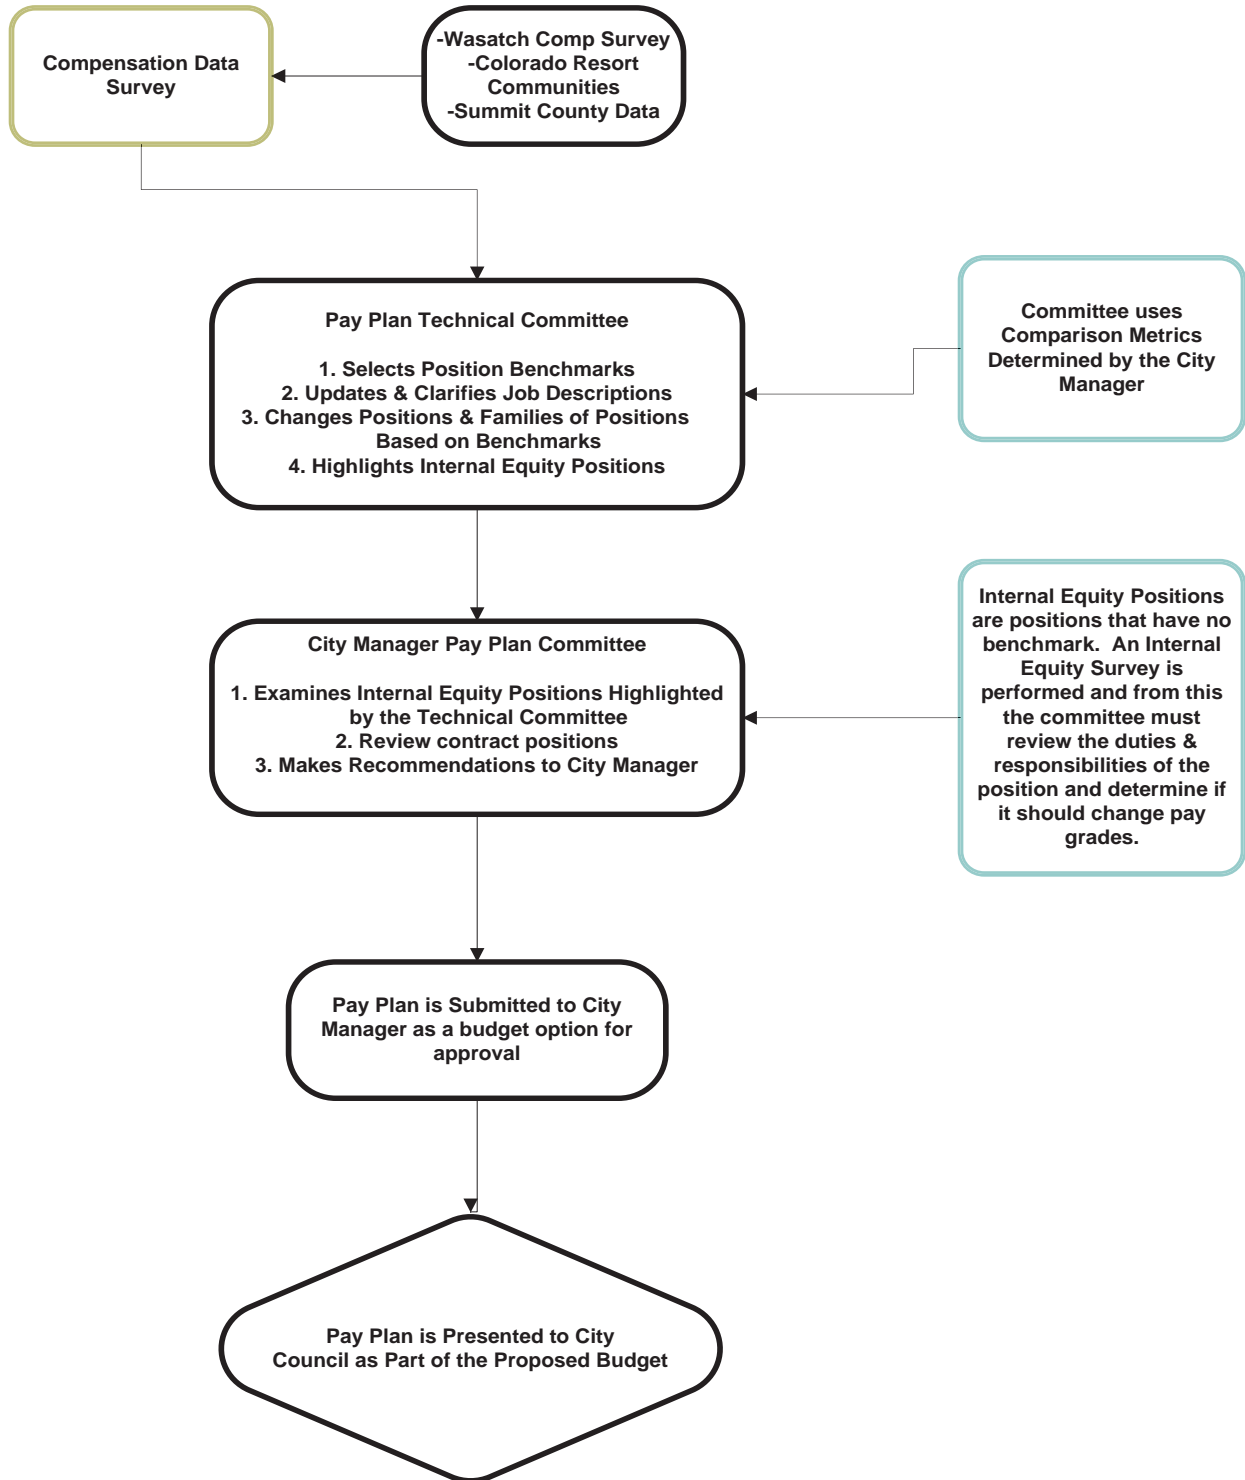 Compensation Data
Survey
-Wasatch Comp Survey
-Colorado Resort
Communities
-Summit County Data
Pay Plan Technical Committee
1. Selects Position Benchmarks
2. Updates & Clarifies Job Descriptions
3. Changes Positions & Families of Positions
Based on Benchmarks
4. Highlights Internal Equity Positions
Committee uses
Comparison Metrics
Determined by the City
Manager
City Manager Pay Plan Committee
1. Examines Internal Equity Positions Highlighted
by the Technical Committee
2. Review contract positions
3. Makes Recommendations to City Manager
Internal Equity Positions
are positions that have no
benchmark.  An Internal
Equity Survey is
performed and from this
the committee must
review the duties &
responsibilities of the
position and determine if
it should change pay
grades.
Pay Plan is Submitted to City
Manager as a budget option for
approval
Pay Plan is Presented to City
Council as Part of the Proposed Budget